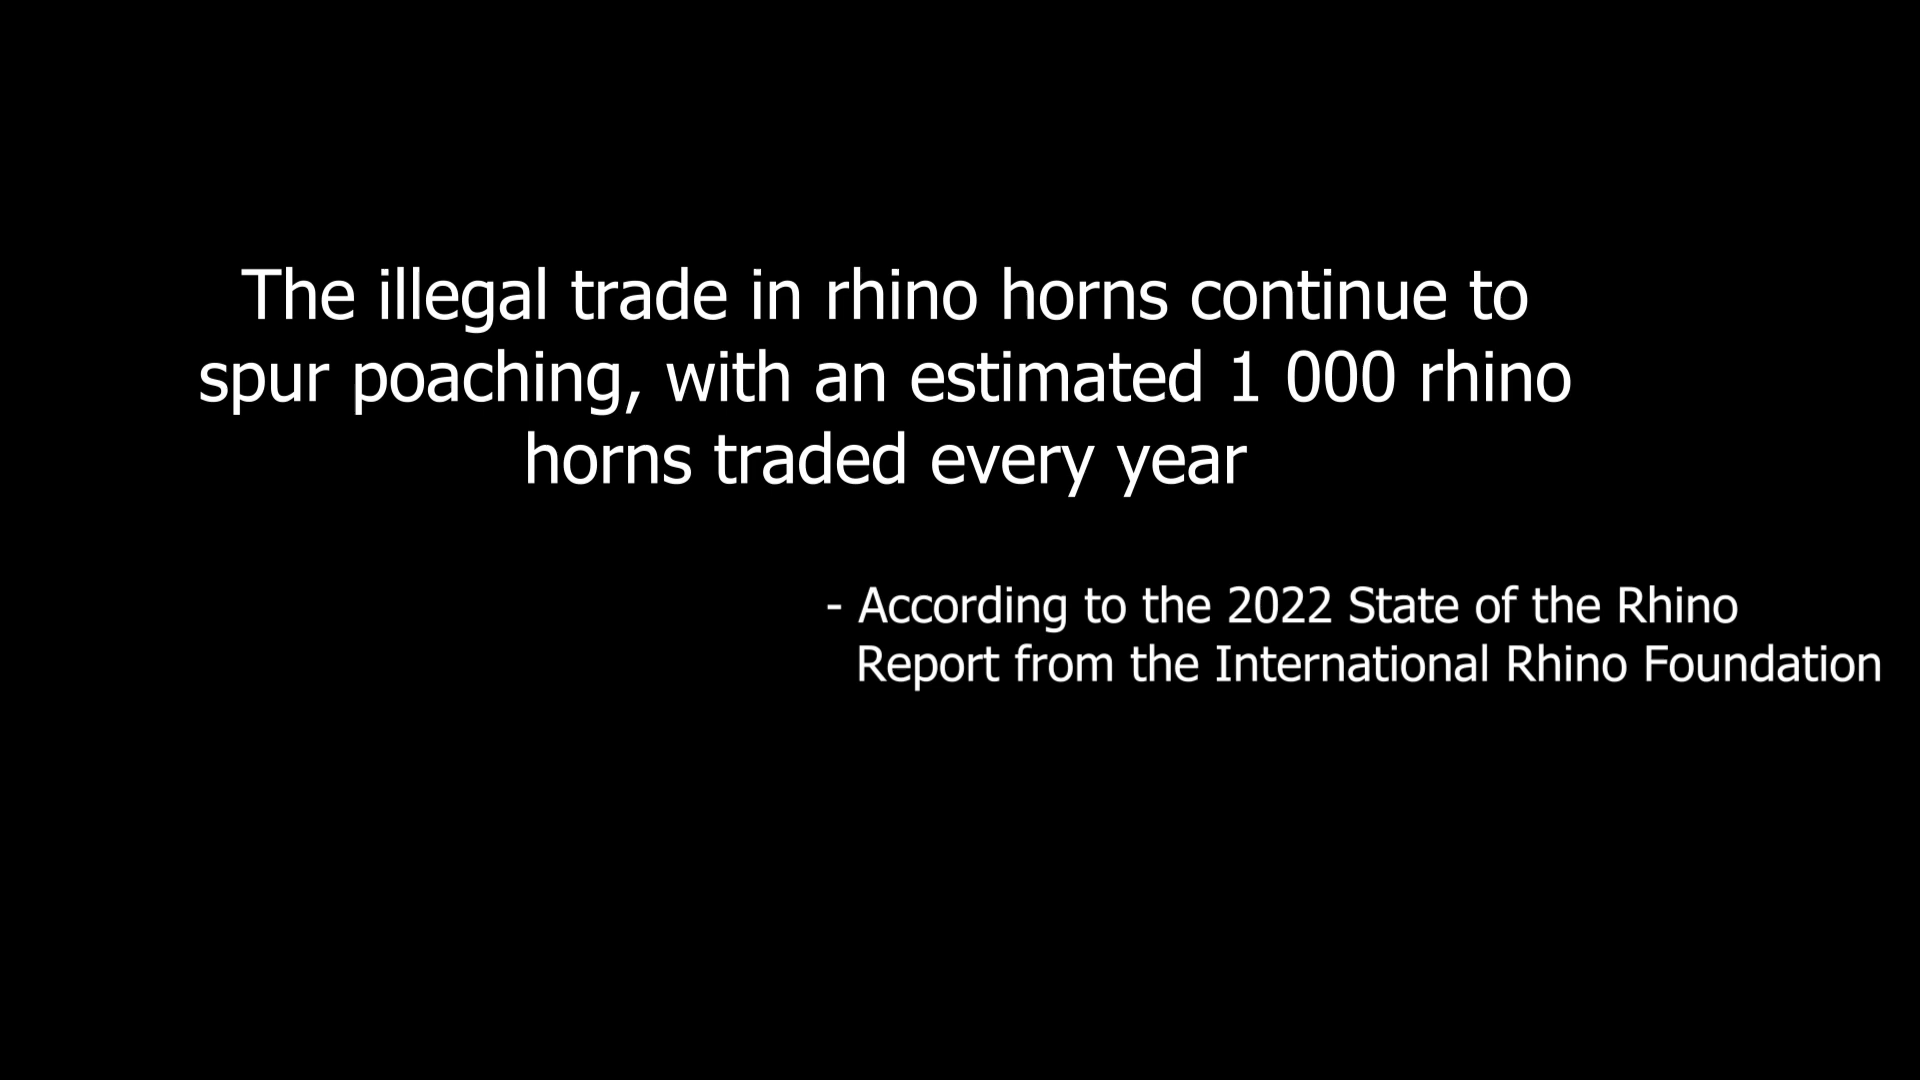 The illegal trade in rhino horns continue to
spur poaching, with an estimated 1 000 rhino
horns traded every year
- According to the 2022 State of the Rhino
Report from the International Rhino Foundation